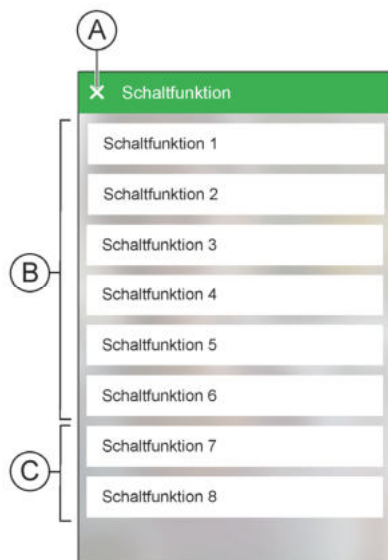 A
× Schaltfunktion
B
Schaltfunktion 1
Schaltfunktion 2
Schaltfunktion 3
Schaltfunktion 4
Schaltfunktion 5
Schaltfunktion 6
C
Schaltfunktion 7
Schaltfunktion 8